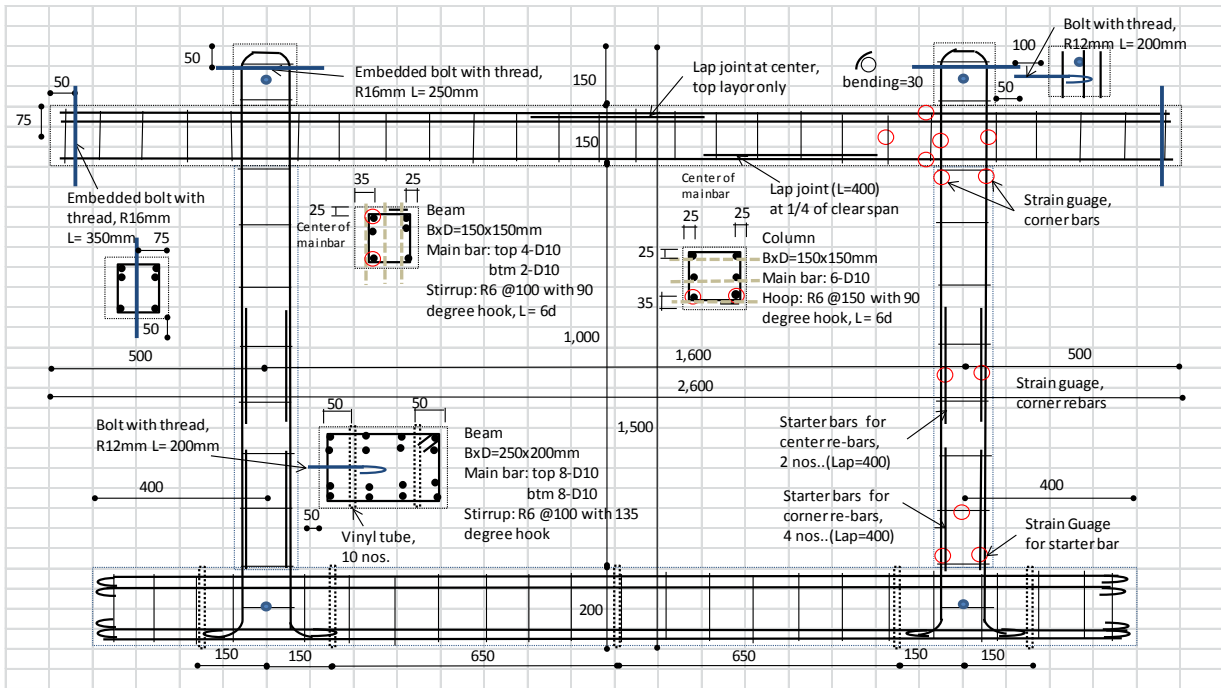 50
Embedded bolt with thread,
R16mm L= 250mm
150
Lap joint at center,
top layor only
bending=30
100
Bolt with thread,
R12mm L= 200mm
50
50
75
150
Embedded bolt with
thread, R16mm
L= 350mm
75
50
35
25
25
Center of
mainbar
Beam
BxD=150x150mm
Main bar: top 4-D10
btm 2-D10
Stirrup: R6 @100 with 90
degree hook, L= 6d
Center of
mainbar
Lap joint (L=400)
at 1/4 of clear span
25
25
25
35
Column
BxD=150x150mm
Main bar: 6-D10
Hoop: R6 @150 with 90
degree hook, L= 6d
Strain guage,
corner bars
500
1,000
1,600
500
2,600
1,500
Strain guage,
corner rebars
Bolt with thread,
R12mm L= 200mm
50
50
Beam
BxD=250x200mm
Main bar: top 8-D10
btm 8-D10
Stirrup: R6 @100 with 135
degree hook
Starter bars for
center re-bars,
2 nos..(Lap=400)
400
400
50
Vinyl tube,
10 nos.
Starter bars for
corner re-bars,
4 nos..(Lap=400)
Strain Guage
for starter bar
200
150
150
650
650
150
150